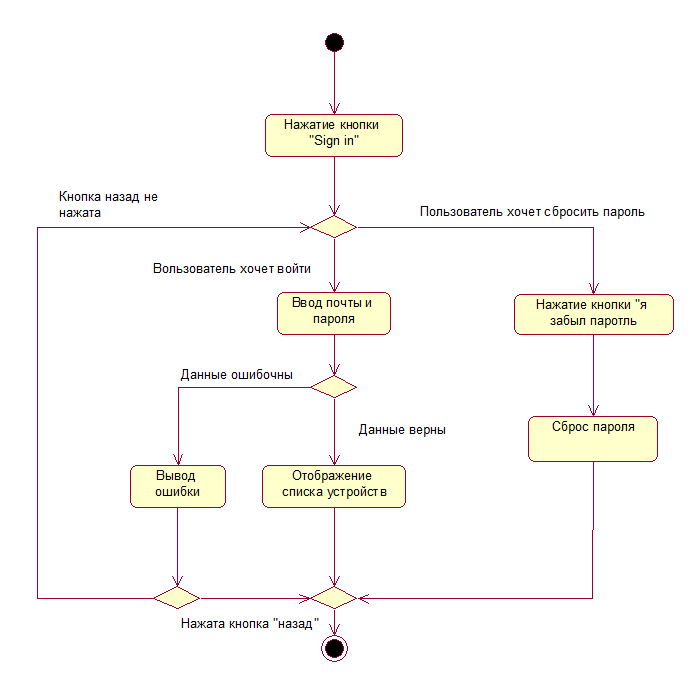 Нажатие кнопки
"Sign in"
Кнопка назад не
нажата
Пользователь хочет сбросить пароль
Вользователь хочет войти
Ввод почты и
пароля
Нажатие кнопки "я
забыл паротль
Данные ошибочны
Данные верны
Сброс пароля
Вывод
ошибки
Отображение
списка устройств
Нажата кнопка "назад"